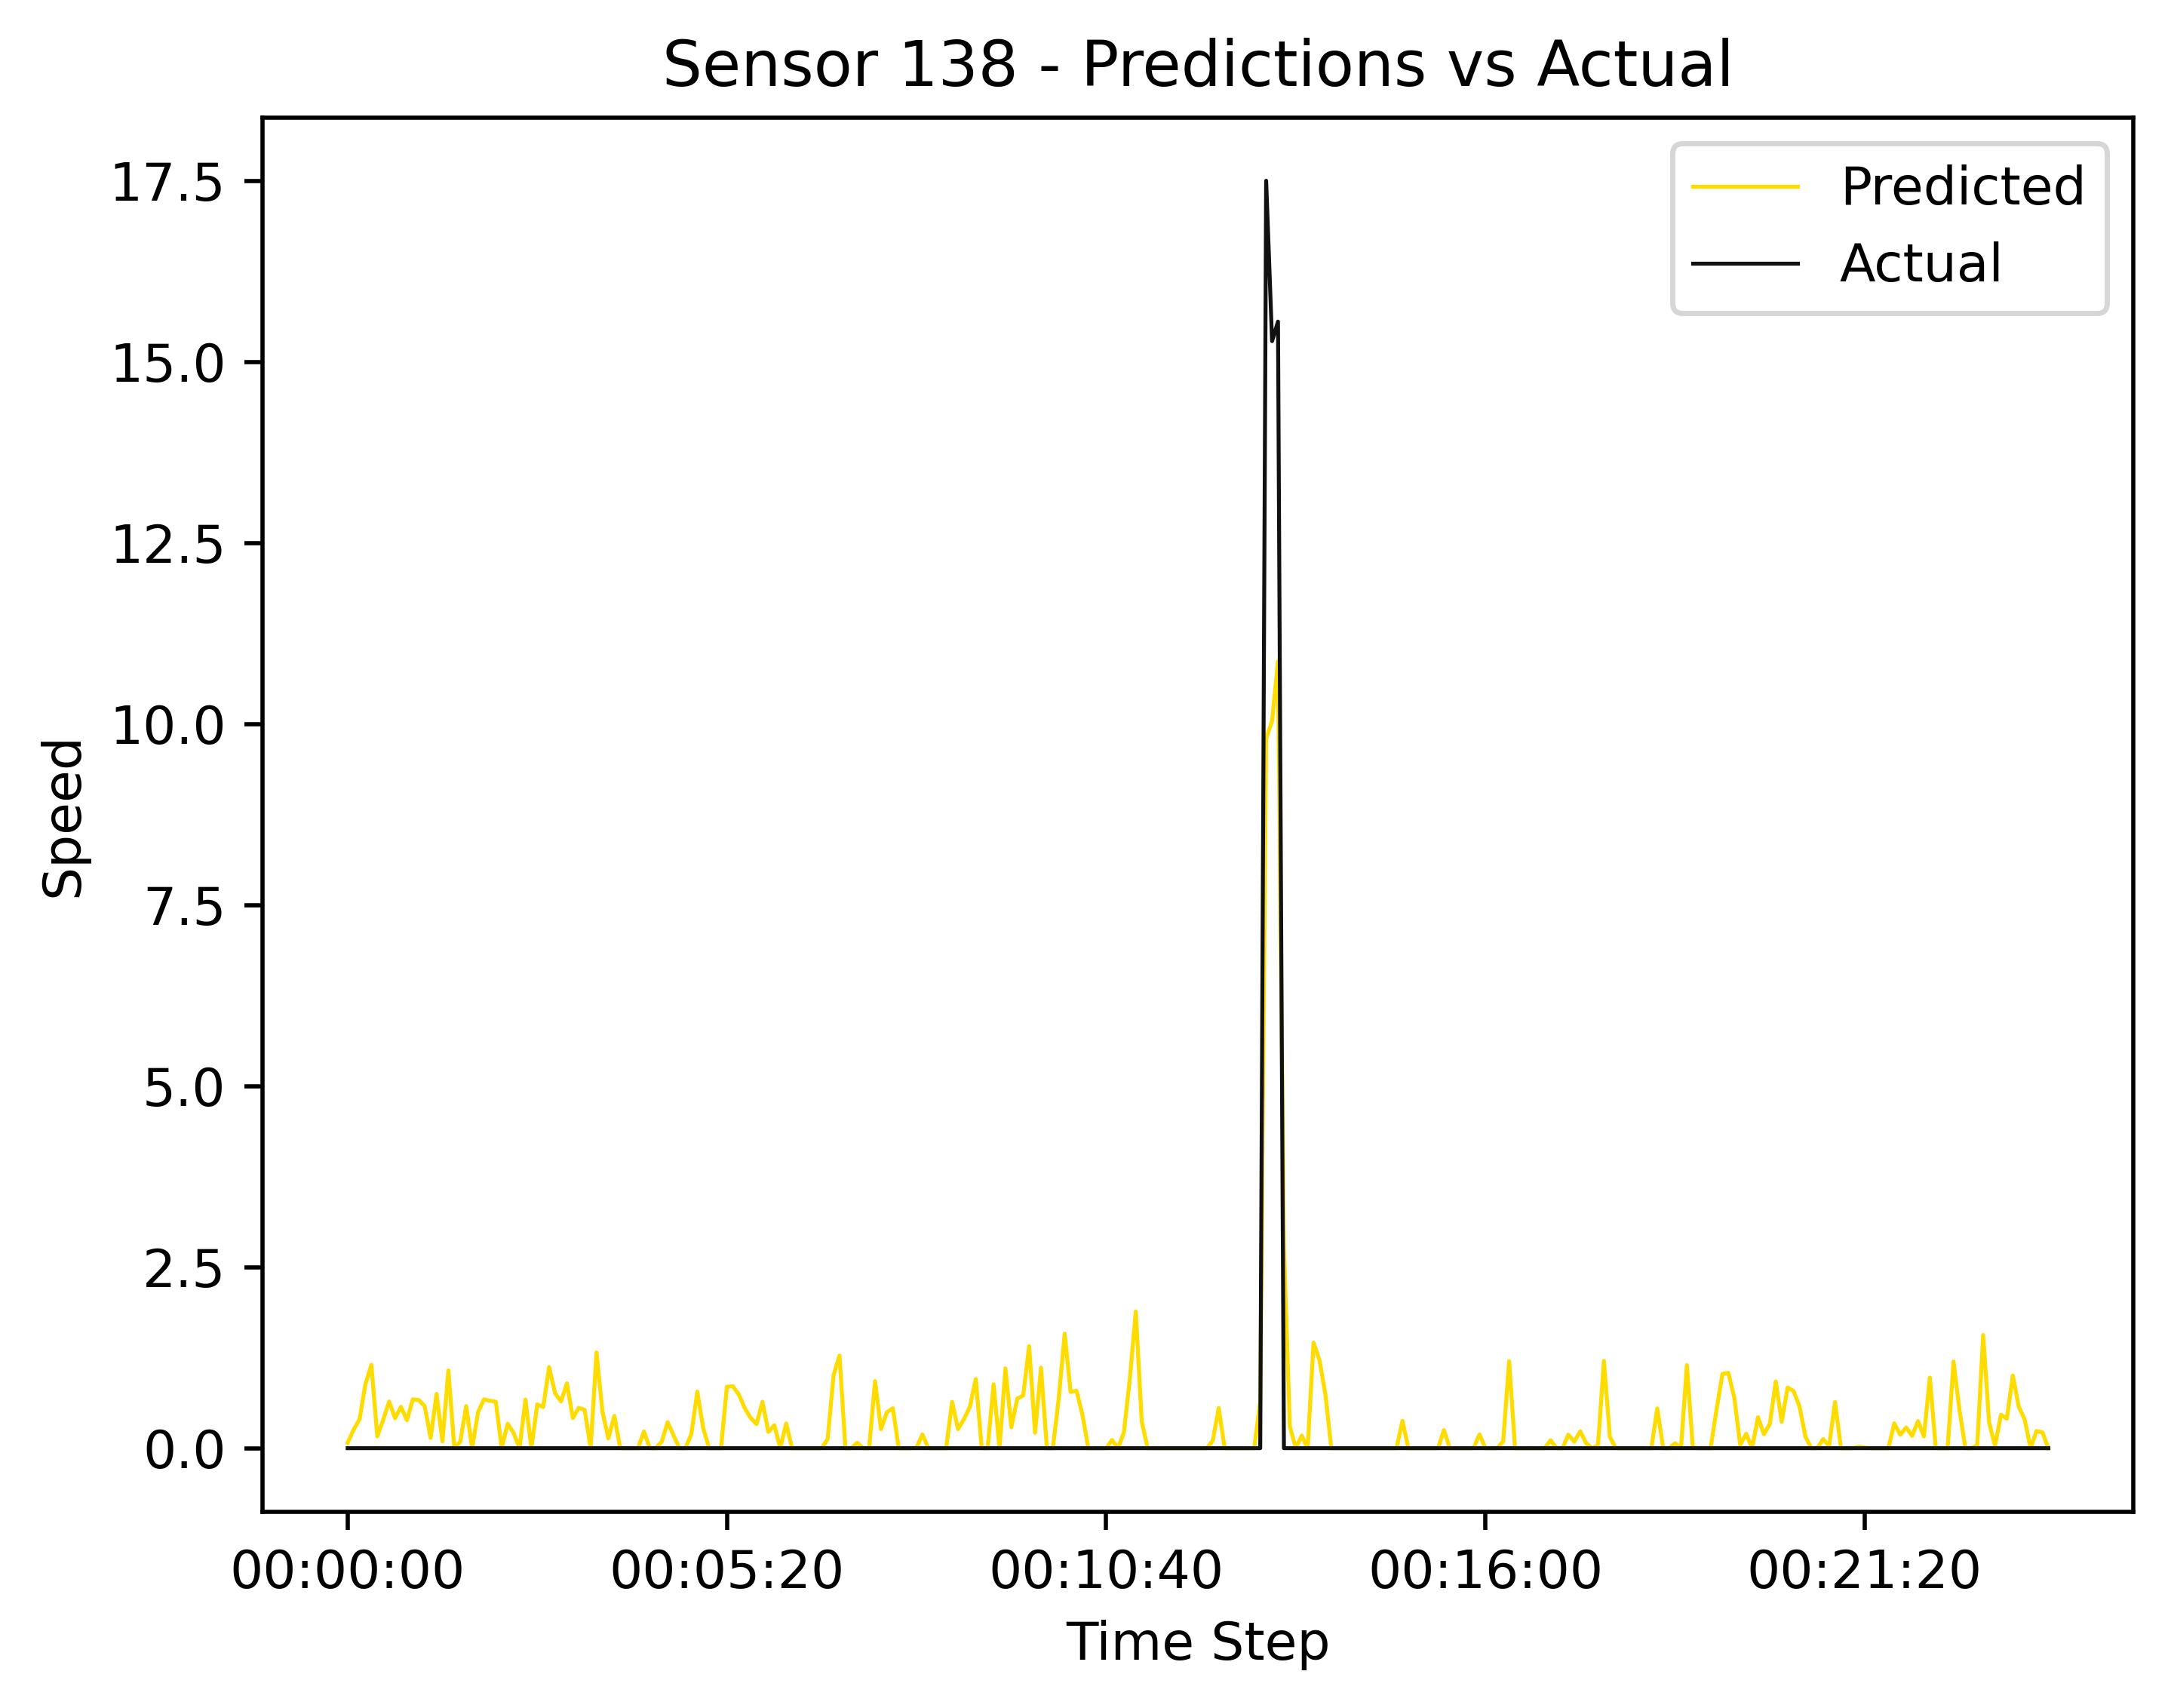 Sensor 138 - Predictions vs Actual
Predicted
Actual
17.5
15.0
12.5
10.0
7.5
5.0
2.5
0.0
Speed
00:00:00 00:05:20 00:10:40 00:16:00 00:21:20
Time Step